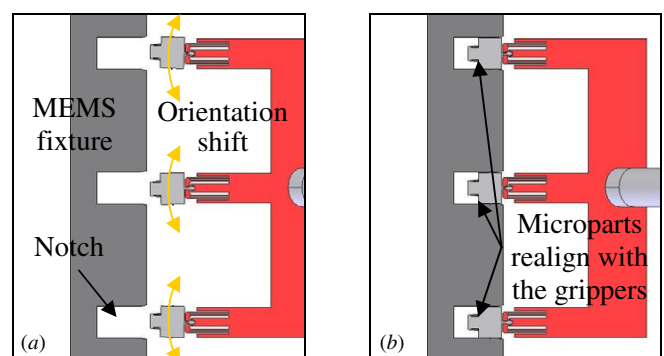 MEMS
fixture
Orientation
shift
Notch
(a)
Microparts
realign with
the grippers
(b)